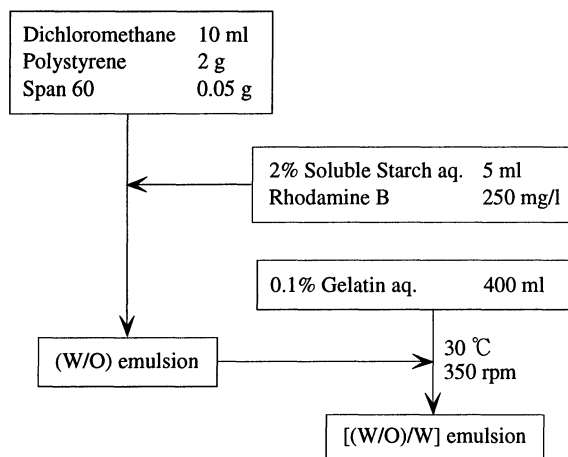 Dichloromethane 10 ml
Polystyrene 2 g
Span 60 0.05 g
2% Soluble Starch aq. 5 ml
Rhodamine B 250 mg/l
0.1% Gelatin aq. 400 ml
30 ℃
350 rpm
(W/O) emulsion
[(W/O)/W] emulsion